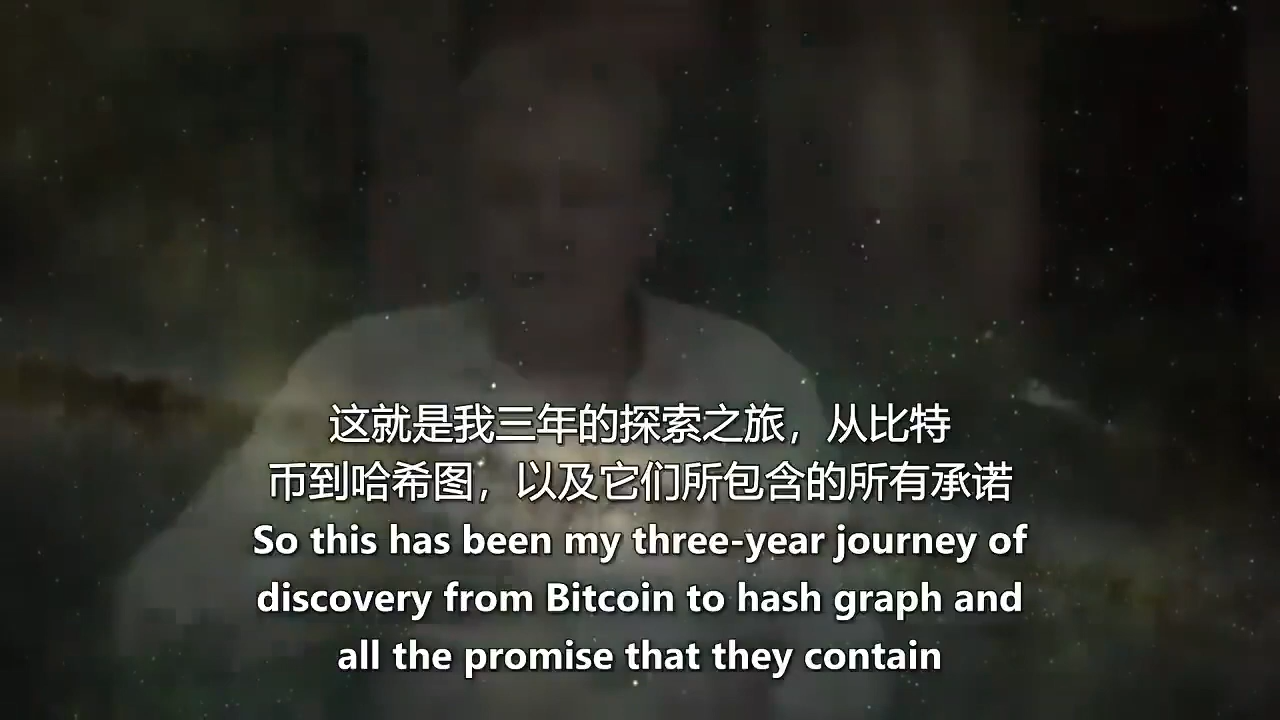 这就是我三年的探索之旅，从比特
币到哈希图，以及它们所包含的所有承诺
So this has been my three-year journey of
discovery from Bitcoin to hash graph and
all the promise that they contain